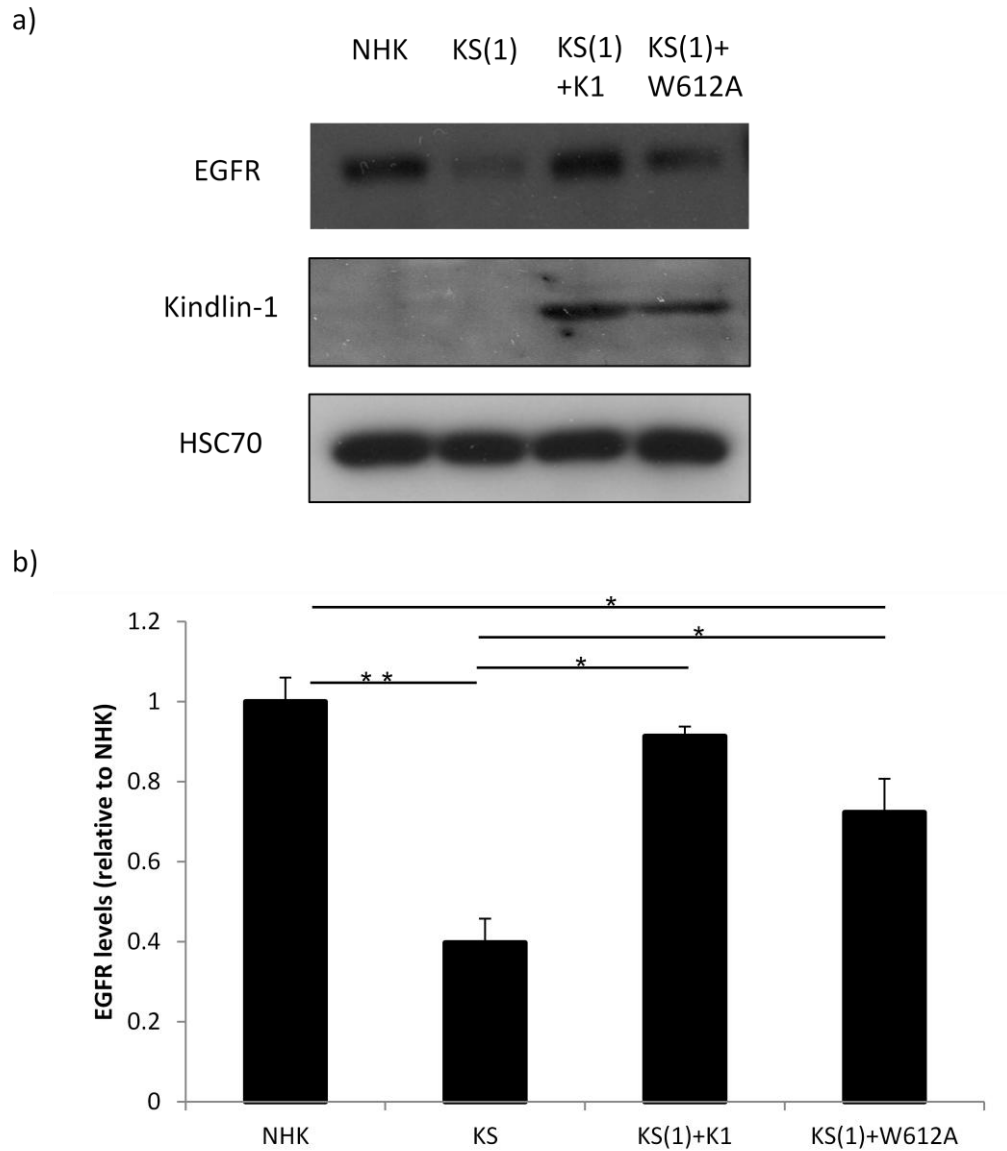 a)
NHK KS(1) KS(1) KS(1)+
+K1 W612A
EGFR
Kindlin-1
HSC70
b)
EGFR levels (relative to NHK)
1.2
1
0.8
0.6
0.4
0.2
0
*
*
*
* *
NHK KS KS(1)+K1 KS(1)+W612A